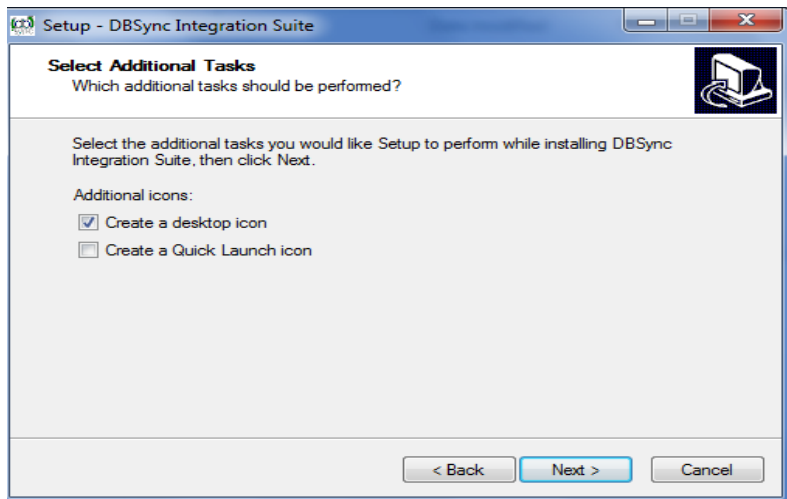 Setup - DBSync Integration Suite
Select Additional Tasks
Which additional tasks should be performed?
Select the additional tasks you would like Setup to perform while installing DBSync
Integration Suite, then click Next.
Additional icons:
Create a desktop icon
Create a Quick Launch icon
< Back Next > Cancel